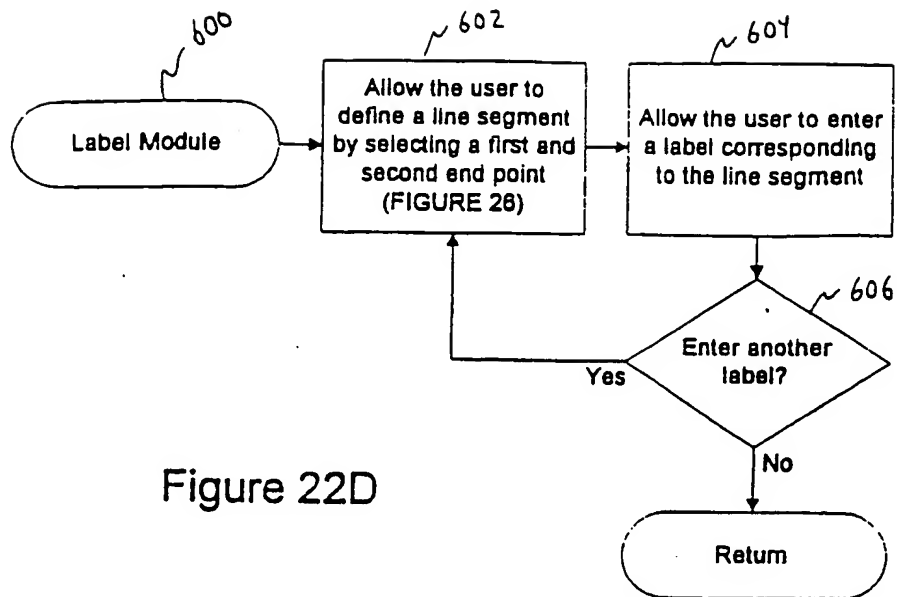 600
602
604
Label Module
Allow the user to
define a line segment
by selecting a first and
second end point
(FIGURE 26)
Allow the user to enter
a label corresponding
to the line segment
606
Enter another
label?
Yes
No
Figure 22D
Return